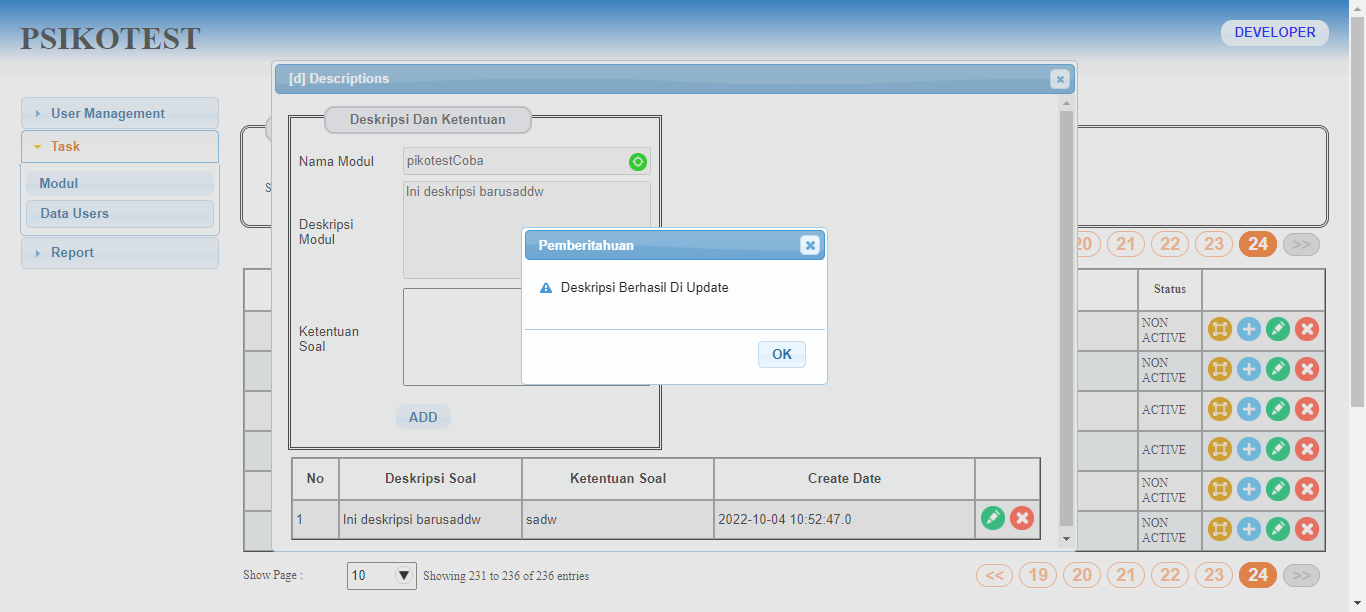 PSIKOTEST
DEVELOPER
[d] Descriptions
User Management
Task
Modul
Data Users
Report
Deskripsi Dan Ketentuan
Nama Modul
pikotestCoba
Deskripsi
Modul
Ini deskripsi barusaddw
Ketentuan
Soal
ADD
Pemberitahuan
Deskripsi Berhasil Di Update
OK
S
20 21 22 23 24 >>
Status
NON
ACTIVE
NON
ACTIVE
ACTIVE
ACTIVE
NON
ACTIVE
NON
ACTIVE
No Deskripsi Soal Ketentuan Soal Create Date
1 Ini deskripsi barusaddw sadw 2022-10-04 10:52:47.0
Show Page : 10 Showing 231 to 236 of 236 entries
<< 19 20 21 22 23 24 >>